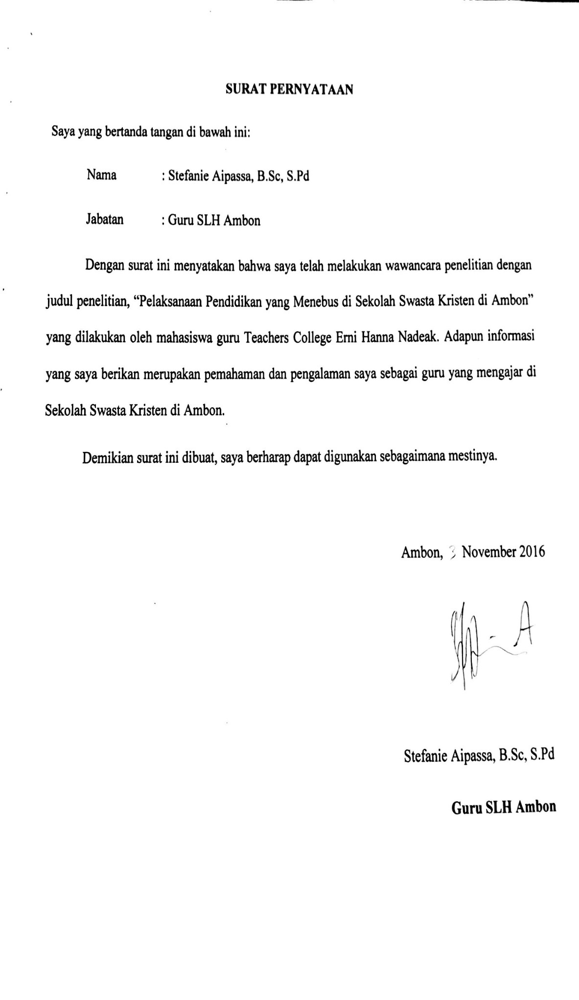 SURAT PERNYATAAN
Saya yang bertanda tangan di bawah ini:
Nama : Stefanie Aipassa, B.Sc, S.Pd
Jabatan : Guru SLH Ambon
Dengan surat ini menyatakan bahwa saya telah melakukan wawancara penelitian dengan
judul penelitian, “Pelaksanaan Pendidikan yang Menebus di Sekolah Swasta Kristen di Ambon”
yang dilakukan oleh mahasiswa guru Teachers College Erni Hanna Nadeak. Adapun informasi
yang saya berikan merupakan pemahaman dan pengalaman saya sebagai guru yang mengajar di
Sekolah Swasta Kristen di Ambon.
Demikian surat ini dibuat, saya berharap dapat digunakan sebagaimana mestinya.
Ambon, 3 November 2016
Stefanie Aipassa, B.Sc, S.Pd
Guru SLH Ambon